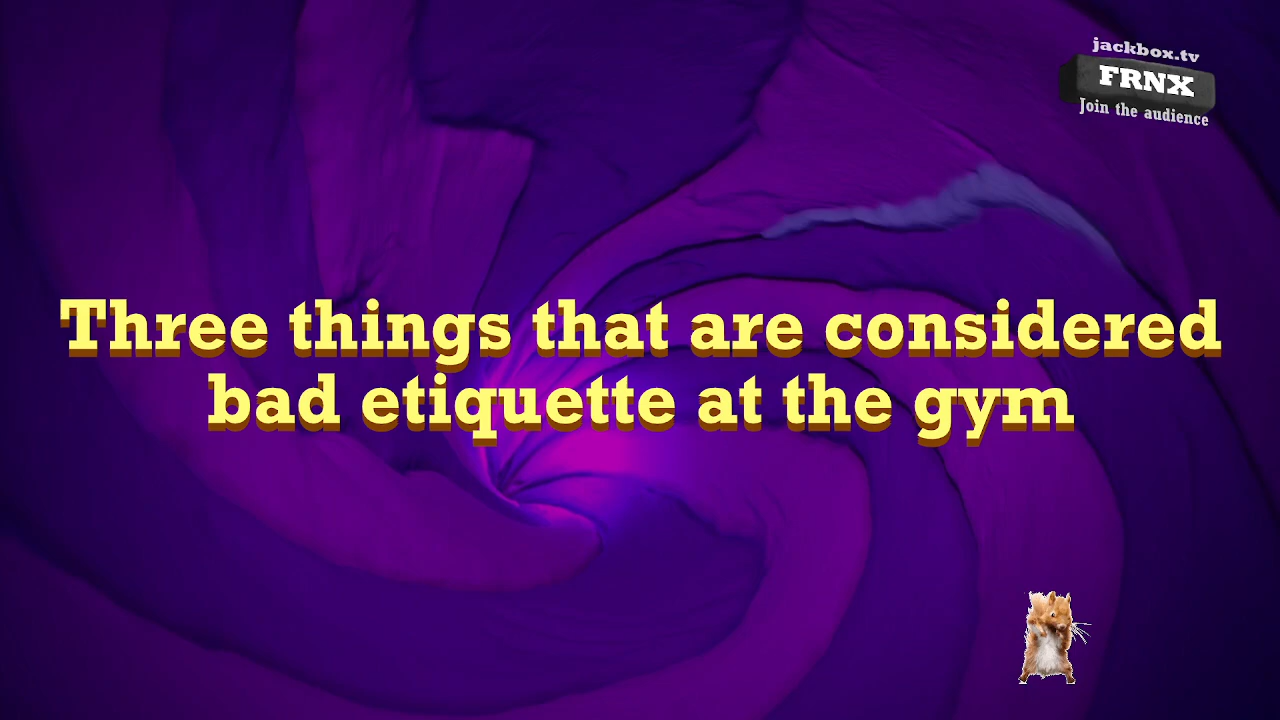 jackbox.tv
FRNX
Join the audience
Three things that are considered
bad etiquette at the gym